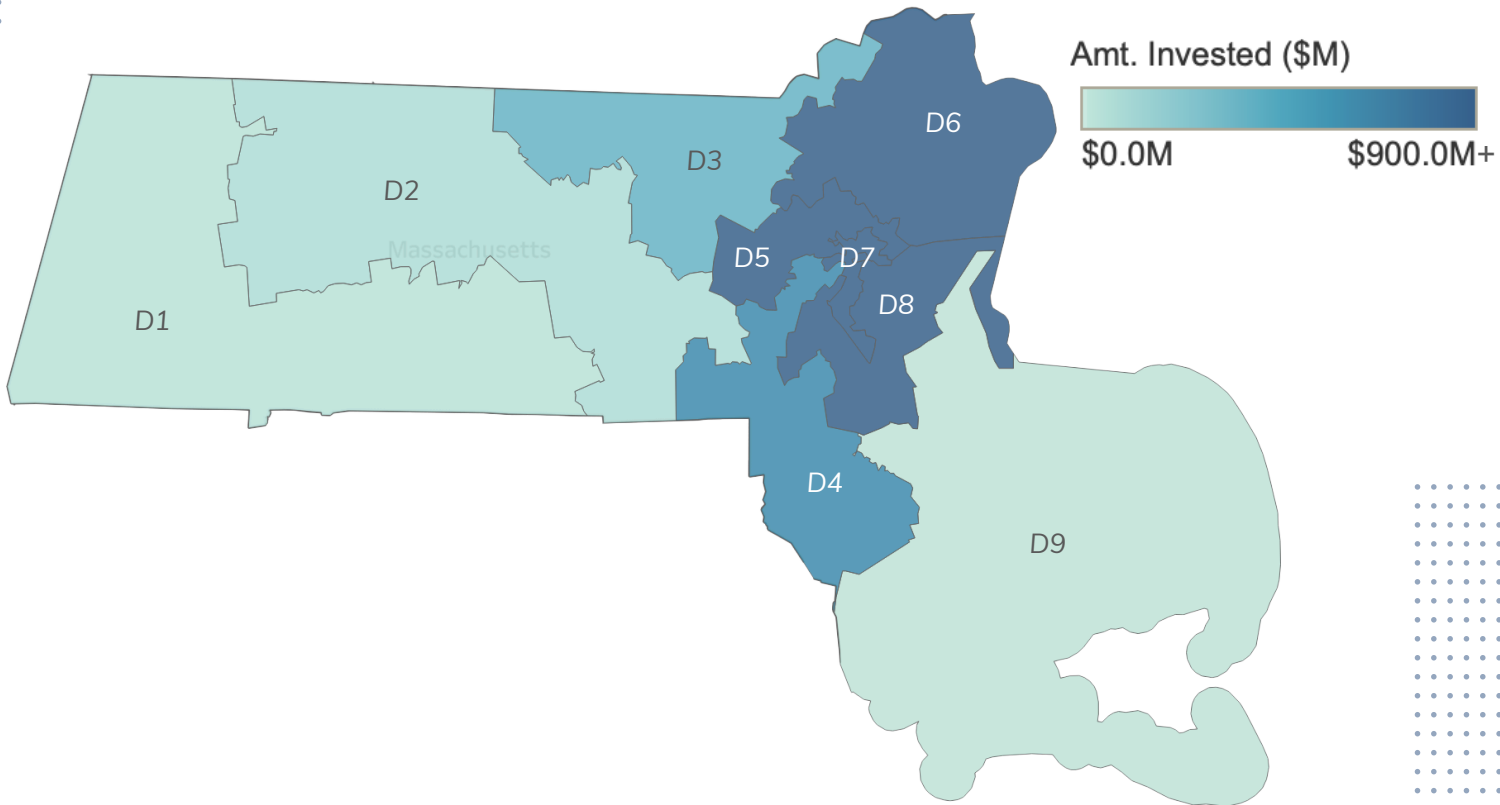 Amt. Invested ($M)
$0.0M $900.0M+
D6
D3
D2
Massachusetts
D5
D7
D8
D1
D4
D9